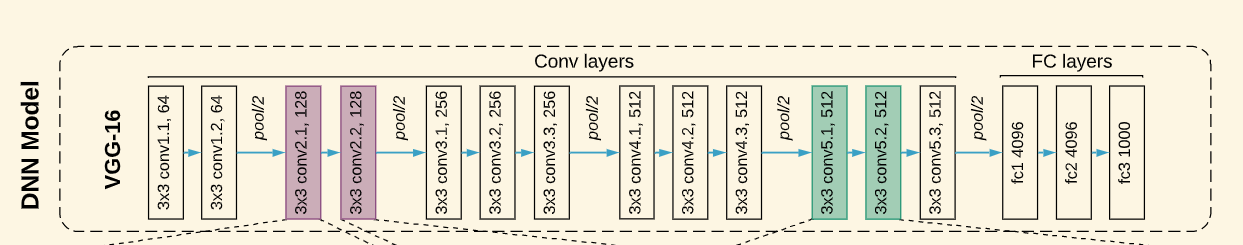 DNN Model
VGG-16
Conv layers
FC layers
3x3 conv1.1, 64
3x3 conv1.2, 64
pool/2
3x3 conv2.1, 128
3x3 conv2.2, 128
pool/2
3x3 conv3.1, 256
3x3 conv3.2, 256
3x3 conv3.3, 256
pool/2
3x3 conv4.1, 512
3x3 conv4.2, 512
3x3 conv4.3, 512
pool/2
3x3 conv5.1, 512
3x3 conv5.2, 512
3x3 conv5.3, 512
pool/2
fc1 4096
fc2 4096
fc3 1000